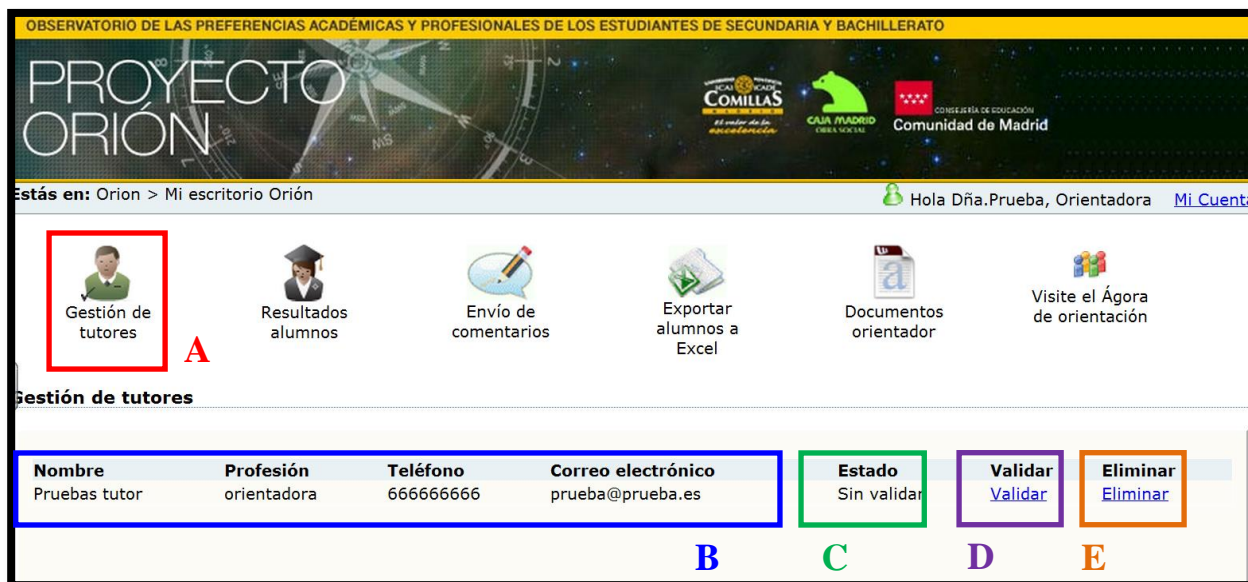 OBSERVATORIO DE LAS PREFERENCIAS ACADÉMICAS Y PROFESIONALES DE LOS ESTUDIANTES DE SECUNDARIA Y BACHILLERATO
PROYECTO
ORIÓN
COMILLAS
MADRID
El valor de la
excelencia
CAJA MADRID
OBRA SOCIAL
CONSEJERÍA DE EDUCACIÓN
Comunidad de Madrid
Estás en: Orion > Mi escritorio Orión
Hola Dña.Prueba, Orientadora Mi Cuenta
Gestión de
tutores
Resultados
alumnos
Envío de
comentarios
Exportar
alumnos a
Excel
Documentos
orientador
Visite el Ágora
de orientación
A
Gestión de tutores
Nombre Profesión Teléfono Correo electrónico Estado Validar Eliminar
Pruebas tutor orientadora 666666666 prueba@prueba.es Sin validar Validar Eliminar
B C D E